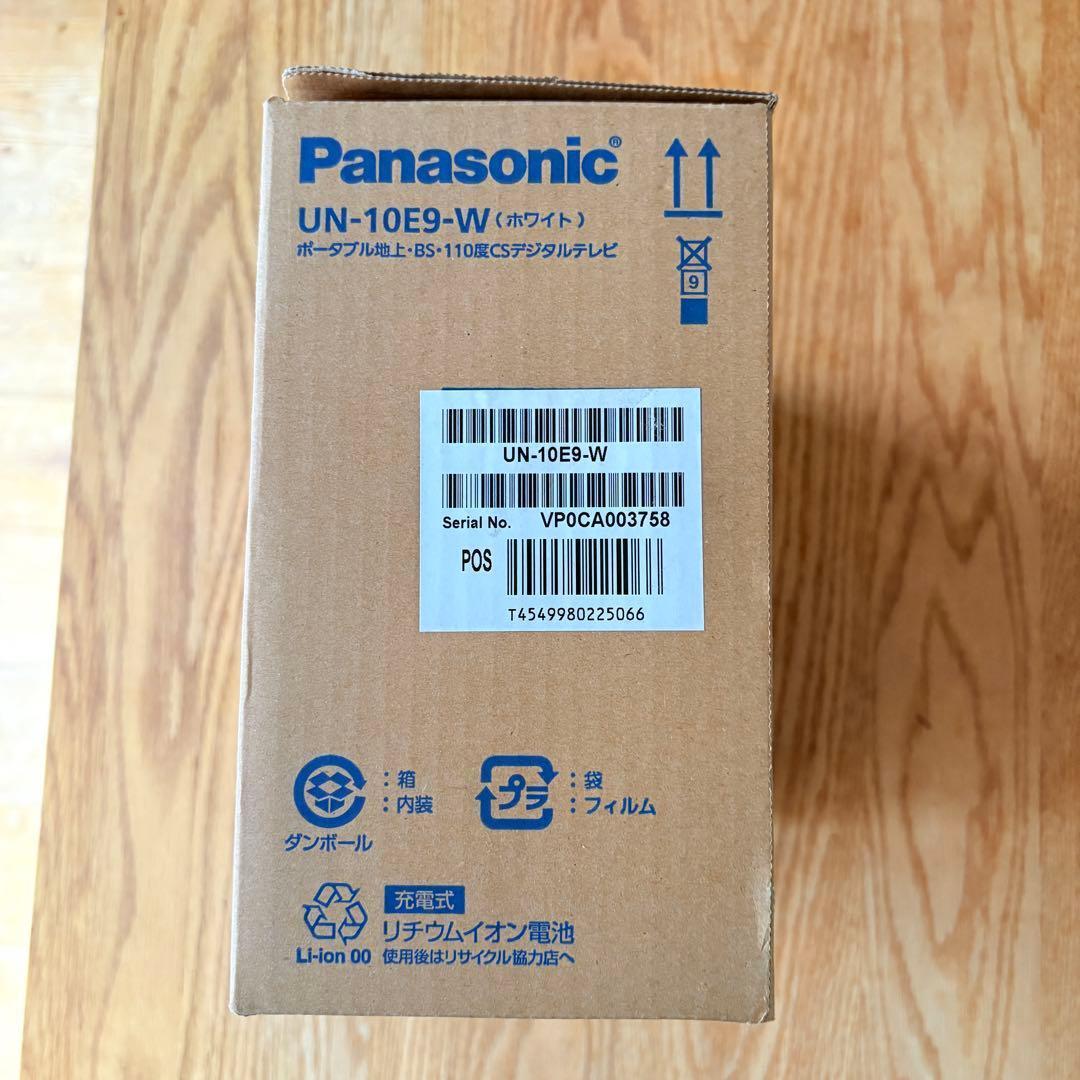 Panasonic®
UN-10E9-W（ホワイト）
ポータブル地上・BS・110度CSデジタルテレビ
9
UN-10E9-W
Serial No. VP0CA003758
POS
T4549980225066
：箱
：内装
ダンボール
プラ
：袋
：フィルム
充電式
リチウムイオン電池
Li-ion 00 使用後はリサイクル協力店へ